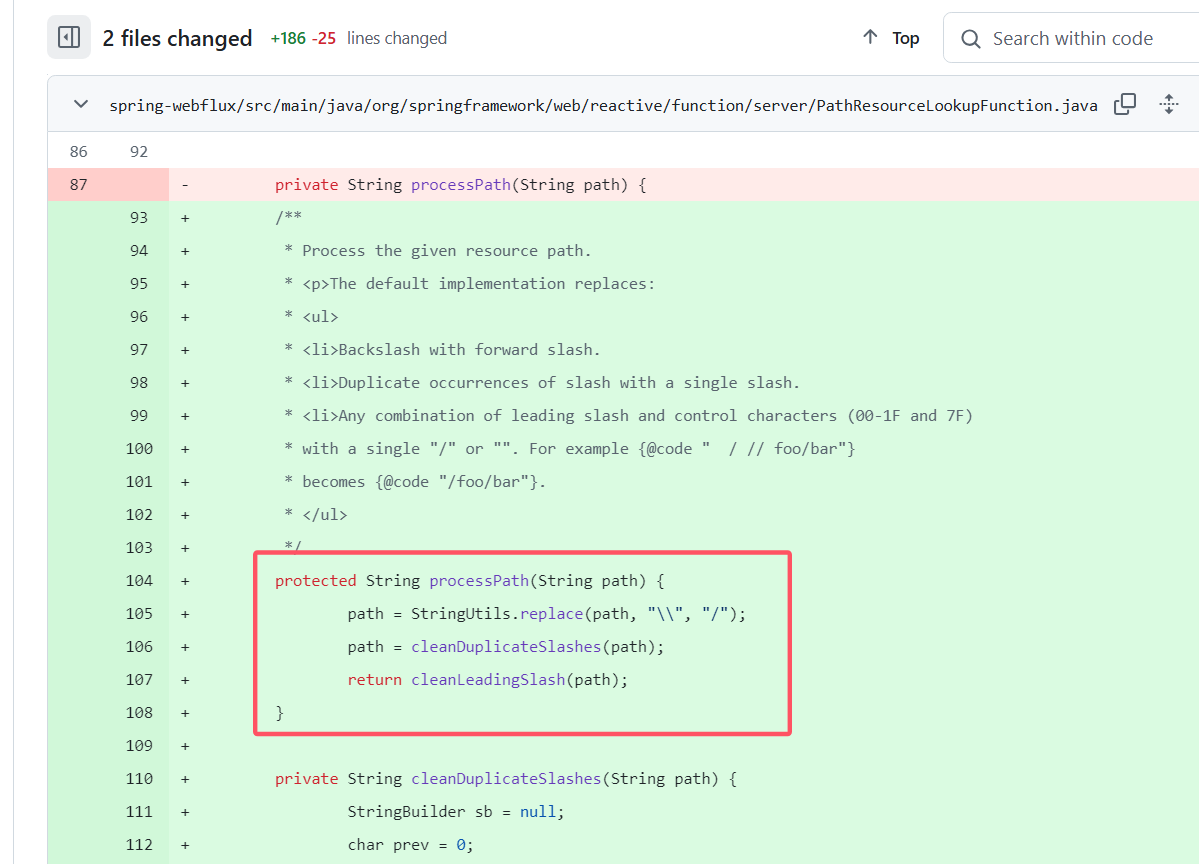 2 files changed +186 -25 lines changed Top Search within code
spring-webflux/src/main/java/org/springframework/web/reactive/function/server/PathResourceLookupFunction.java
86 92
87 - private String processPath(String path) {
93 + /**
94 + * Process the given resource path.
95 + * <p>The default implementation replaces:
96 + * <ul>
97 + * <li>Backslash with forward slash.
98 + * <li>Duplicate occurrences of slash with a single slash.
99 + * <li>Any combination of leading slash and control characters (00-1F and 7F)
100 + * with a single "/" or "". For example {@code "  / // foo/bar"}
101 + * becomes {@code "/foo/bar"}.
102 + * </ul>
103 + */
104 + protected String processPath(String path) {
105 + path = StringUtils.replace(path, "\\", "/");
106 + path = cleanDuplicateSlashes(path);
107 + return cleanLeadingSlash(path);
108 + }
109 +
110 + private String cleanDuplicateSlashes(String path) {
111 + StringBuilder sb = null;
112 + char prev = 0;